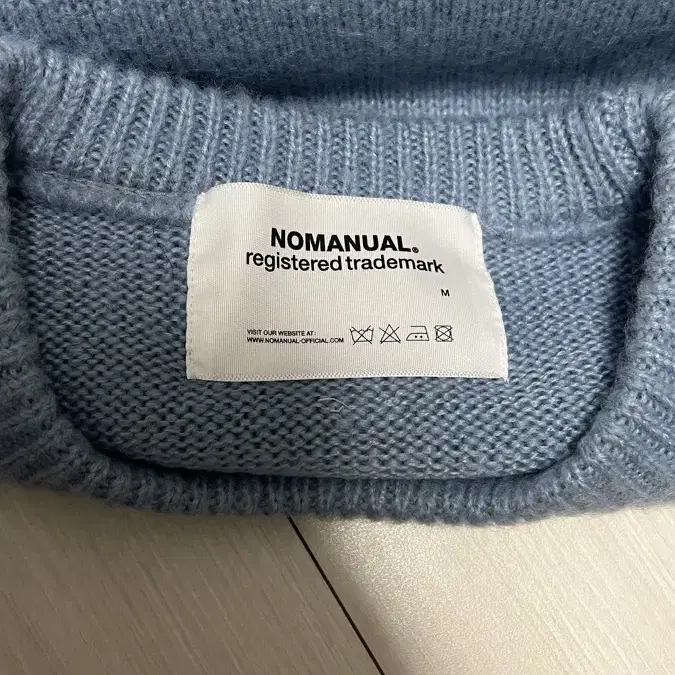 NOMANUAL®
registered trademark
M
VISIT OUR WEBSITE AT:
WWW.NOMANUAL-OFFICIAL.COM